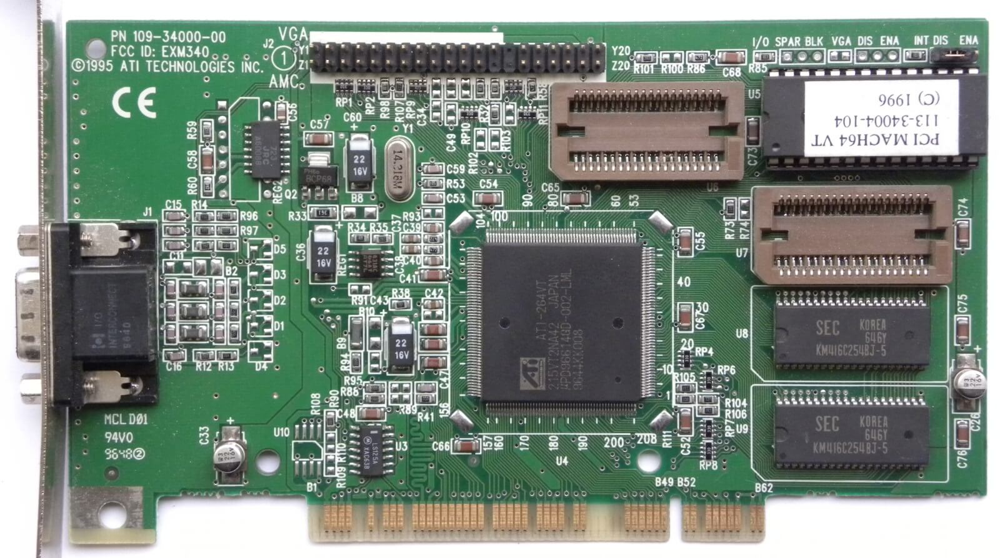 PN 109-34000-00
FCC ID: EXM340
©1995 ATI TECHNOLOGIES INC.
CE
VGA
J2
Y1
Z1
1
AMC
Y20
Z20
R101
R100
R86
C68
R85
I/O SPAR BLK VGA DIS ENA INT DIS ENA
U5
PCI MACH64 VT
113-34004-104
(C) 1996
RP1
RP2
R98
R107
RP9
C34
C49
RP10
R52
R103
R102
RP11
C73
U6
R59
C58
R60
C56
JRC
REG2
C57
C60
22
16V
BCP68
Q2
B8
Y1
14.318M
C59
R53
C53
C54
C65
R33
R34
R35
C37
R93
C39
C40
C41
C38
REG1
C36
22
16V
J1
C15
R14
R96
R97
C11
B2
D5
D3
D2
D1
D4
C16
R12
R13
I/O
INTERCONNECT
9640
R91
C43
R38
C42
B10
B9
R94
22
16V
C47
R95
R88
R89
R41
104
100
90
80
60
53
40
30
20
10
1
156
157
160
170
180
190
200
208
C55
C67
ATI
215VT2NA42 JAPAN
ATI-264VT
9644KK008
U4
R73
R74
U7
C74
U8
SEC KOREA
646Y
KM416C254BJ-5
C75
U9
SEC KOREA
646Y
KM416C254BJ-5
C26
C76
RP4
RP6
R105
R104
R106
RP7
RP8
R111
C52
C66
MCL D01
94V0
9648②
C33
U10
R108
R90
C48
R109
R110
LS125A
XAC638
U3
B1
B49
B52
B62